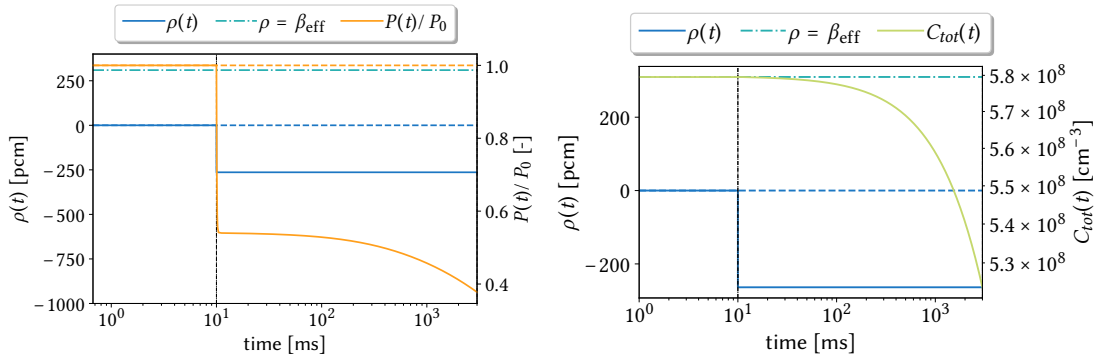 ρ(t) ρ = β_eff P(t)/ P_0
250
0
−250
−500
−750
−1000
ρ(t) [pcm]
1.0
0.8
0.6
0.4
P(t)/ P_0 [-]
10^0 10^1 10^2 10^3
time [ms]
ρ(t) ρ = β_eff C_tot(t)
200
0
−200
ρ(t) [pcm]
5.8 × 10^8
5.7 × 10^8
5.6 × 10^8
5.5 × 10^8
5.4 × 10^8
5.3 × 10^8
C_tot(t) [cm^−3]
10^0 10^1 10^2 10^3
time [ms]